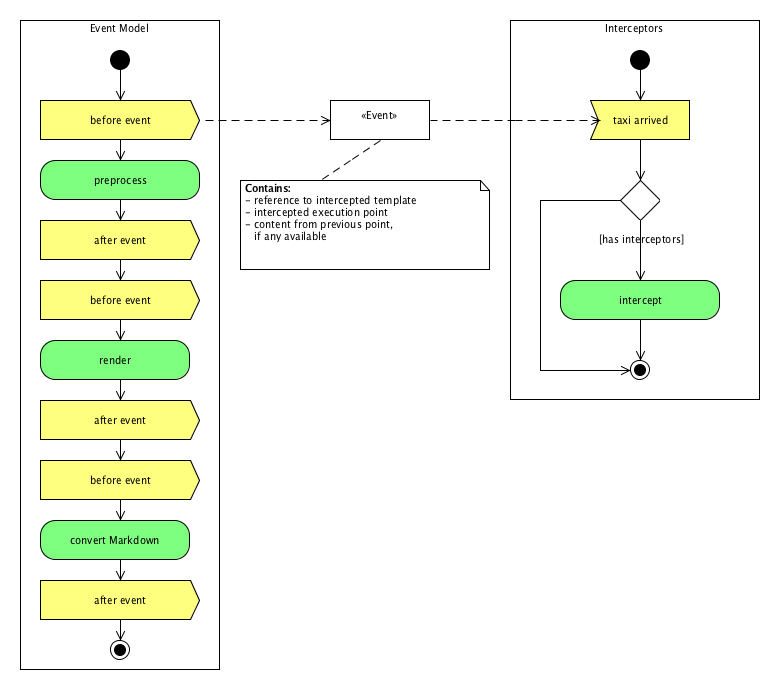 Event Model
before event
preprocess
after event
before event
render
after event
before event
convert Markdown
after event
«Event»
Contains:
– reference to intercepted template
– intercepted execution point
– content from previous point,
if any available
Interceptors
taxi arrived
[has interceptors]
intercept